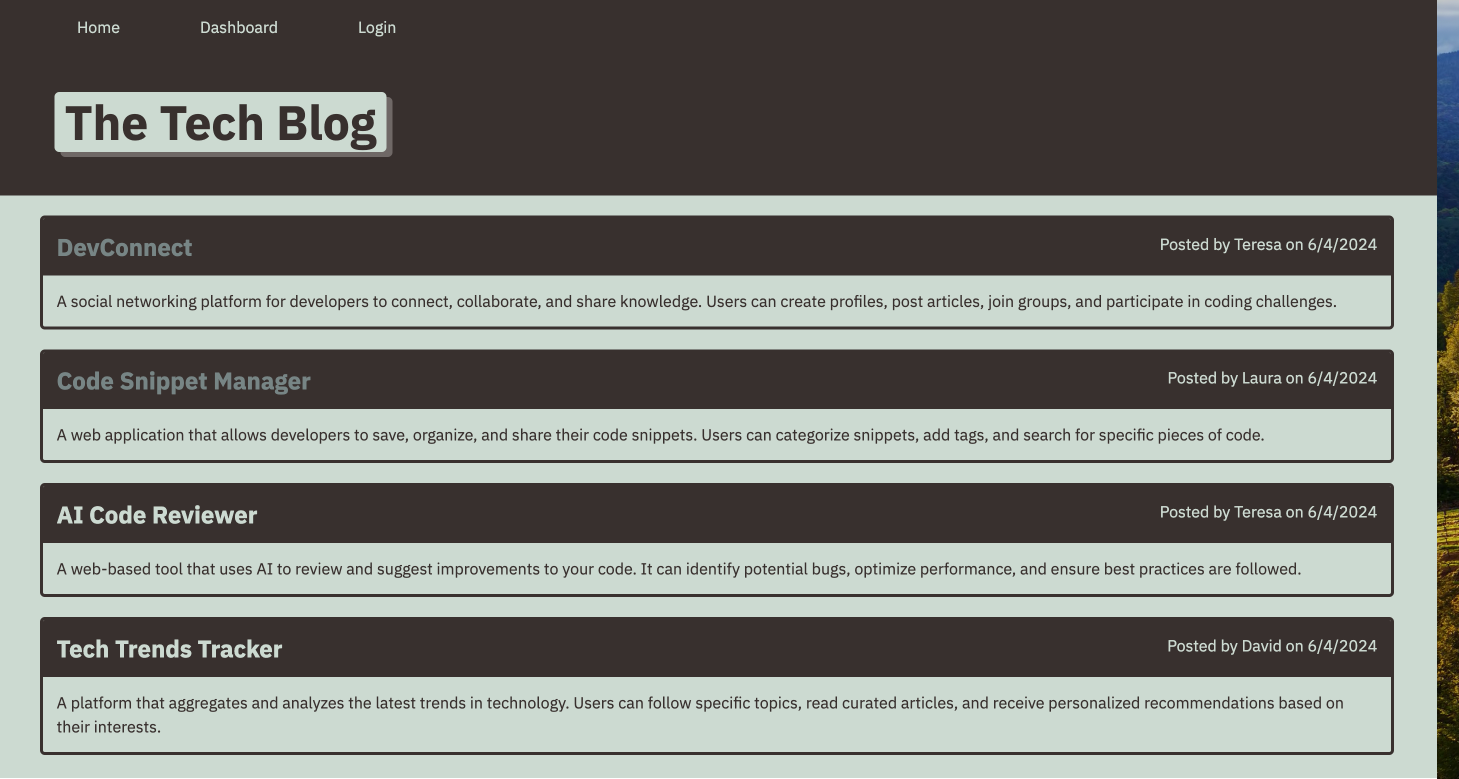 Home Dashboard Login
The Tech Blog
DevConnect Posted by Teresa on 6/4/2024
A social networking platform for developers to connect, collaborate, and share knowledge. Users can create profiles, post articles, join groups, and participate in coding challenges.
Code Snippet Manager Posted by Laura on 6/4/2024
A web application that allows developers to save, organize, and share their code snippets. Users can categorize snippets, add tags, and search for specific pieces of code.
AI Code Reviewer Posted by Teresa on 6/4/2024
A web-based tool that uses AI to review and suggest improvements to your code. It can identify potential bugs, optimize performance, and ensure best practices are followed.
Tech Trends Tracker Posted by David on 6/4/2024
A platform that aggregates and analyzes the latest trends in technology. Users can follow specific topics, read curated articles, and receive personalized recommendations based on
their interests.